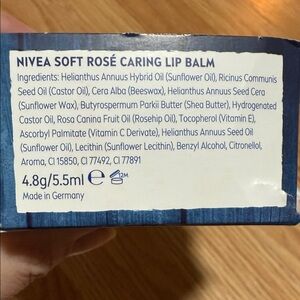 NIVEA SOFT ROSÉ CARING LIP BALM
Ingredients: Helianthus Annuus Hybrid Oil (Sunflower Oil), Ricinus Communis
Seed Oil (Castor Oil), Cera Alba (Beeswax), Helianthus Annuus Seed Cera
(Sunflower Wax), Butyrospermum Parkii Butter (Shea Butter), Hydrogenated
Castor Oil, Rosa Canina Fruit Oil (Rosehip Oil), Tocopherol (Vitamin E),
Ascorbyl Palmitate (Vitamin C Derivate), Helianthus Annuus Seed Oil
(Sunflower Oil), Lecithin (Sunflower Lecithin), Benzyl Alcohol, Citronellol,
Aroma, CI 15850, CI 77492, CI 77891
4.8g/5.5ml ℮ 12M
Made in Germany